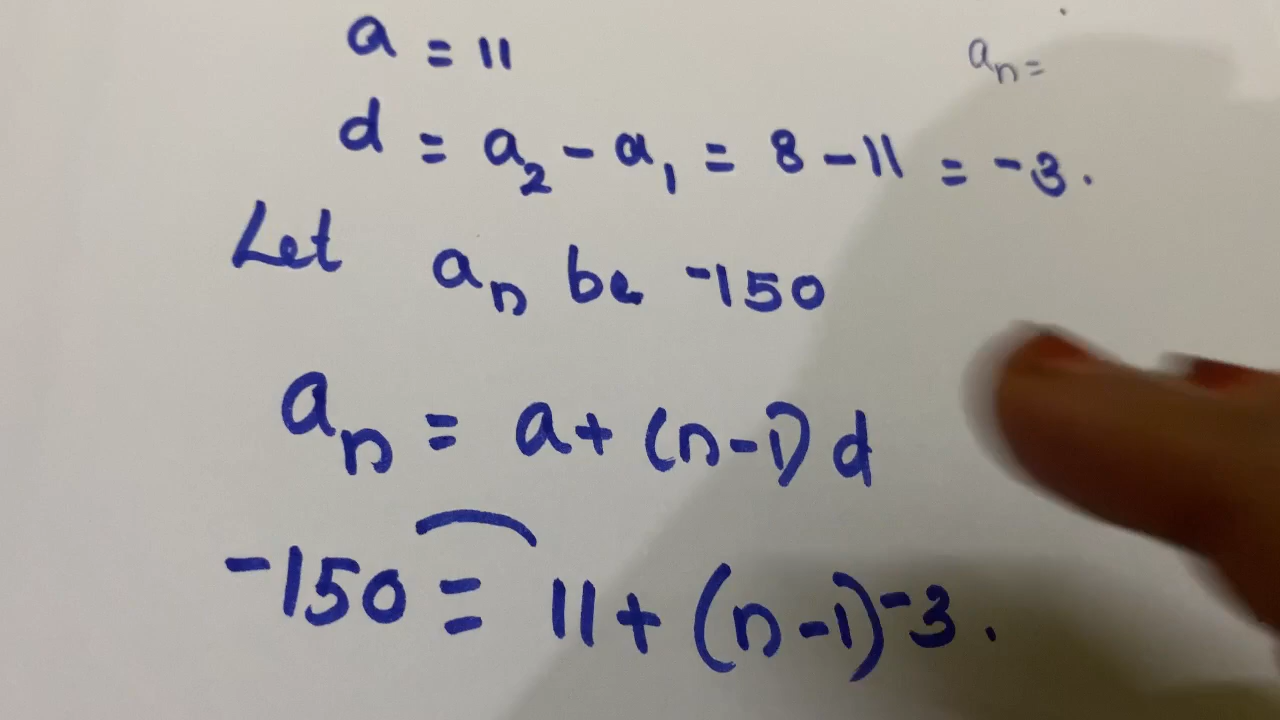 a = 11
aₙ =
d = a₂ - a₁ = 8 - 11 = -3.
Let aₙ be -150
aₙ = a + (n-1) d
-150 = 11 + (n-1) -3.